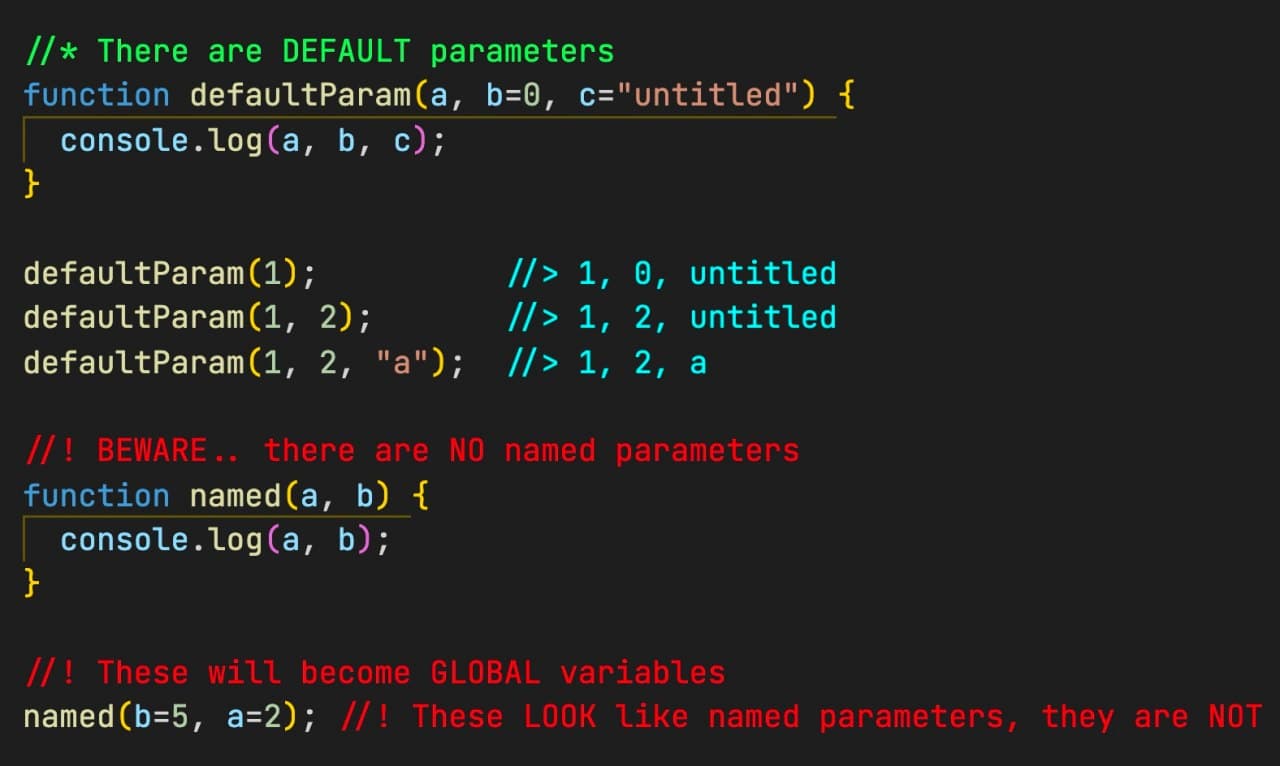 //* There are DEFAULT parameters
function defaultParam(a, b=0, c="untitled") {
  console.log(a, b, c);
}
defaultParam(1); //> 1, 0, untitled
defaultParam(1, 2); //> 1, 2, untitled
defaultParam(1, 2, "a"); //> 1, 2, a
//! BEWARE.. there are NO named parameters
function named(a, b) {
  console.log(a, b);
}
//! These will become GLOBAL variables
named(b=5, a=2); //! These LOOK like named parameters, they are NOT